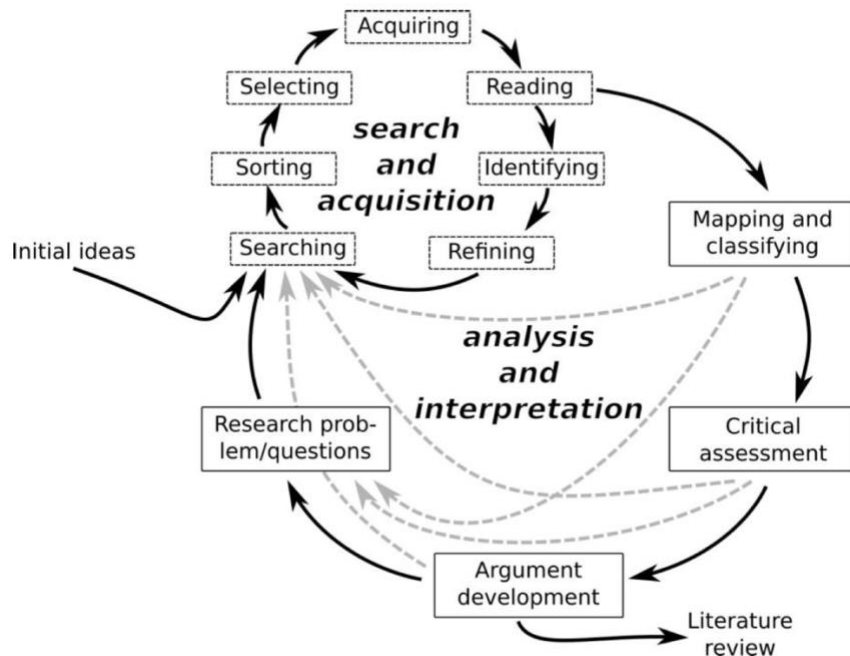 Acquiring
Selecting
Reading
search
and
acquisition
Sorting
Identifying
Searching
Refining
Initial ideas
Mapping and
classifying
analysis
and
interpretation
Research prob-
lem/questions
Critical
assessment
Argument
development
Literature
review